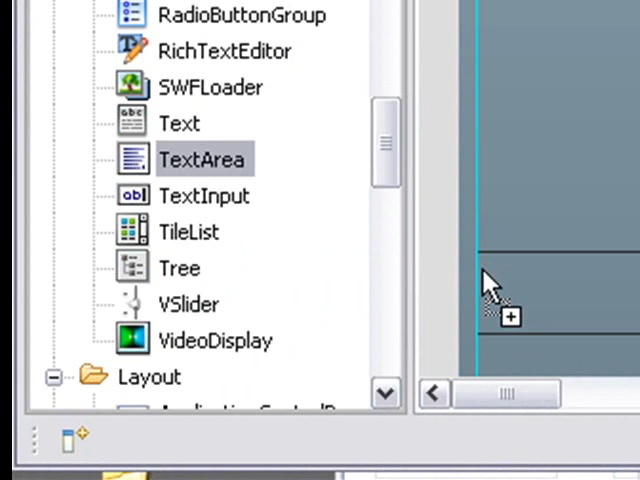 RadioButtonGroup
RichTextEditor
SWFLoader
Text
TextArea
TextInput
TileList
Tree
VSlider
VideoDisplay
Layout